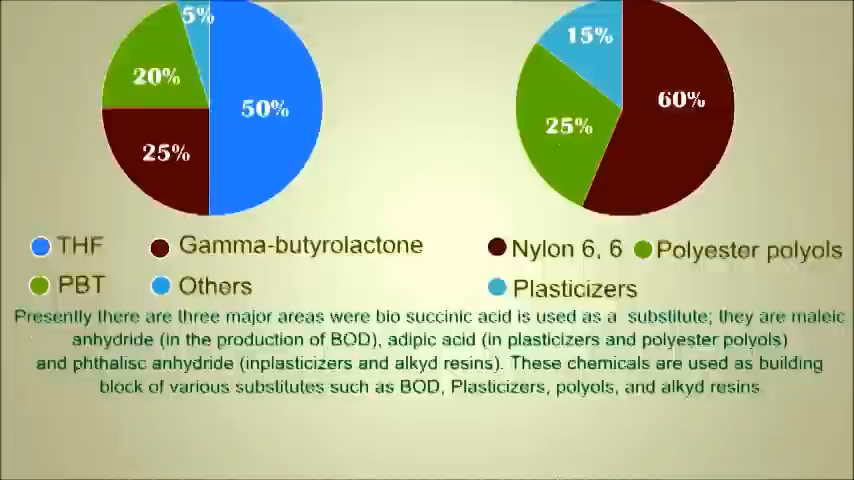 5%
20%
50%
25%
15%
60%
25%
THF
Gamma-butyrolactone
PBT
Others
Nylon 6, 6
Polyester polyols
Plasticizers
Presently there are three major areas were bio succinic acid is used as a substitute; they are maleic
anhydride (in the production of BOD), adipic acid (in plasticizers and polyester polyols)
and phthalisc anhydride (inplasticizers and alkyd resins). These chemicals are used as building
block of various substitutes such as BOD, Plasticizers, polyols, and alkyd resins